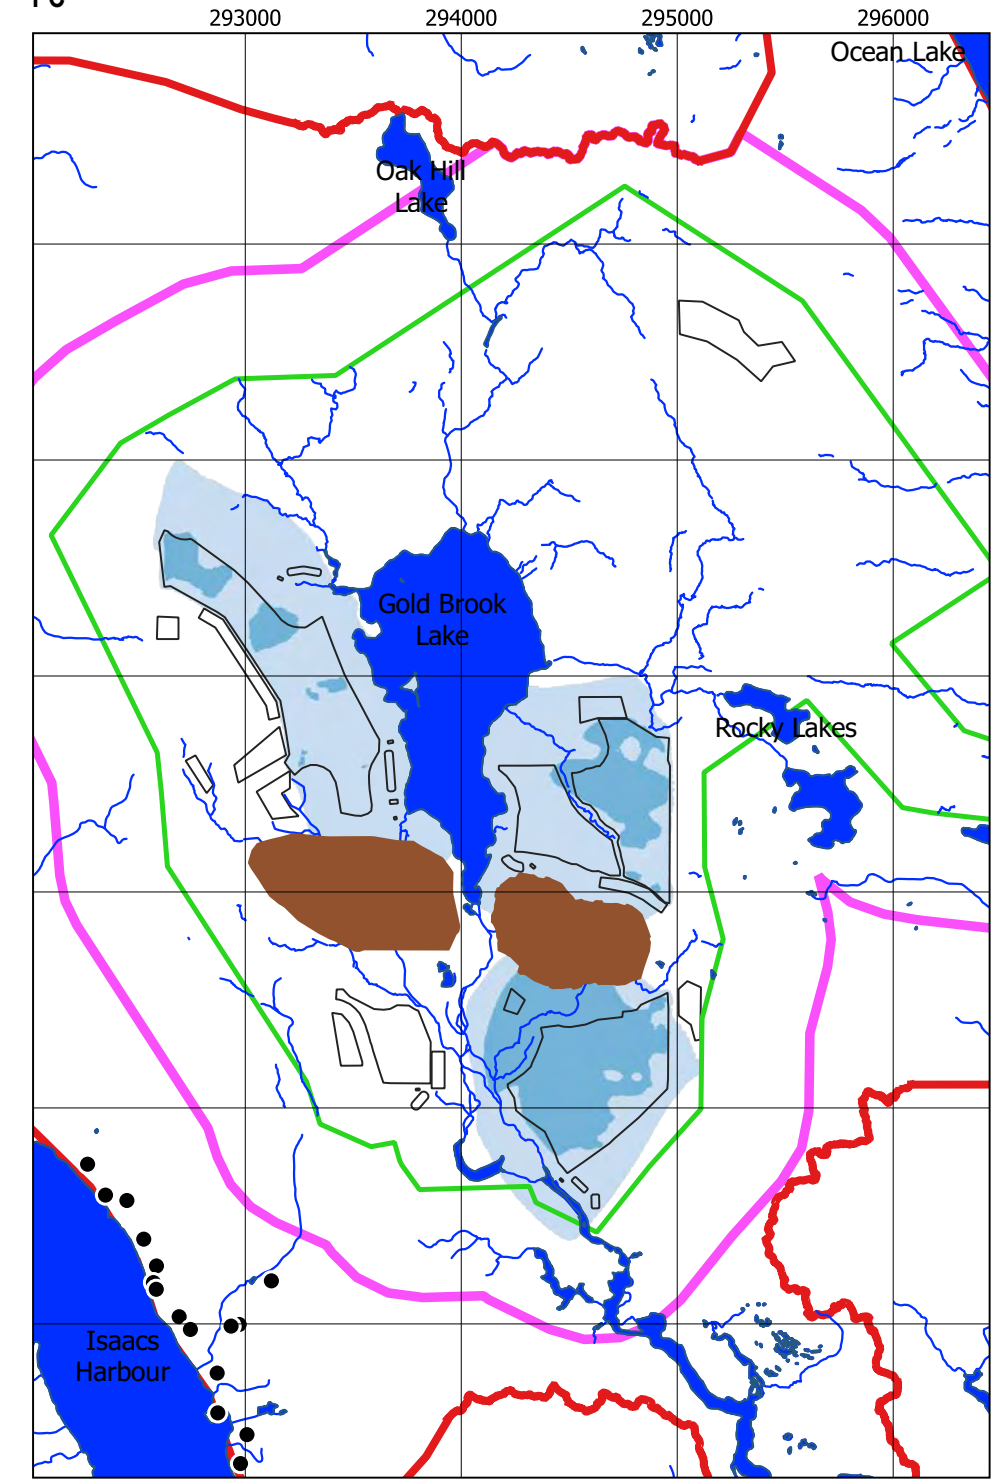 293000 294000 295000 296000
Ocean Lake
Oak Hill
Lake
Gold Brook
Lake
Rocky Lakes
Isaacs
Harbour